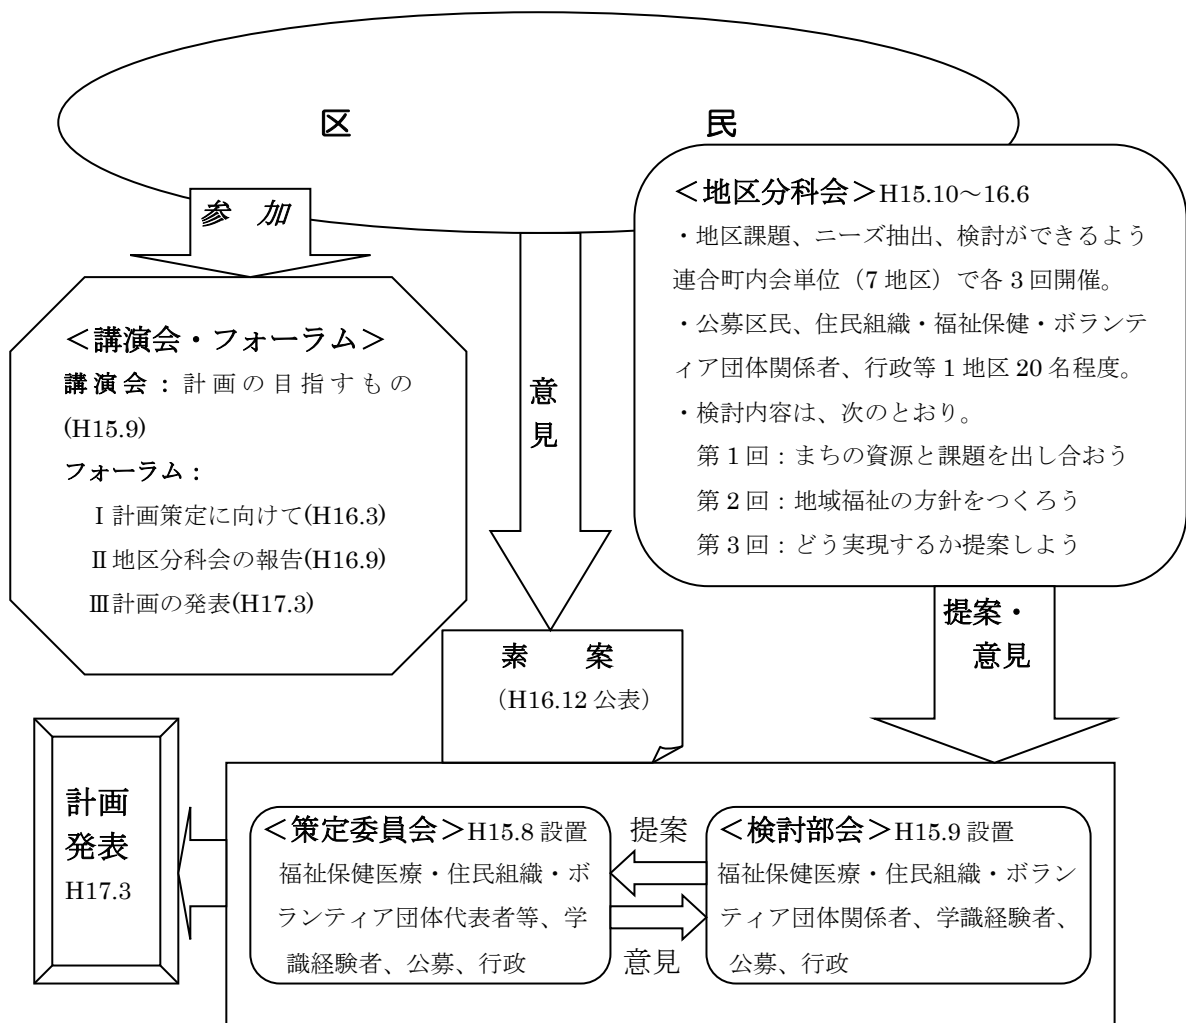 区 民
参 加
＜講演会・フォーラム＞
講演会：計画の目指すもの
(H15.9)
フォーラム：
Ⅰ計画策定に向けて(H16.3)
Ⅱ地区分科会の報告(H16.9)
Ⅲ計画の発表(H17.3)
意
見
＜地区分科会＞H15.10～16.6
・地区課題、ニーズ抽出、検討ができるよう
連合町内会単位（7 地区）で各 3 回開催。
・公募区民、住民組織・福祉保健・ボランテ
ィア団体関係者、行政等 1 地区 20 名程度。
・検討内容は、次のとおり。
第 1 回：まちの資源と課題を出し合おう
第 2 回：地域福祉の方針をつくろう
第 3 回：どう実現するか提案しよう
提案・
意見
素 案
（H16.12 公表）
計画
発表
H17.3
＜策定委員会＞H15.8 設置
福祉保健医療・住民組織・ボ
ランティア団体代表者等、学
識経験者、公募、行政
提案
意見
＜検討部会＞H15.9 設置
福祉保健医療・住民組織・ボラン
ティア団体関係者、学識経験者、
公募、行政